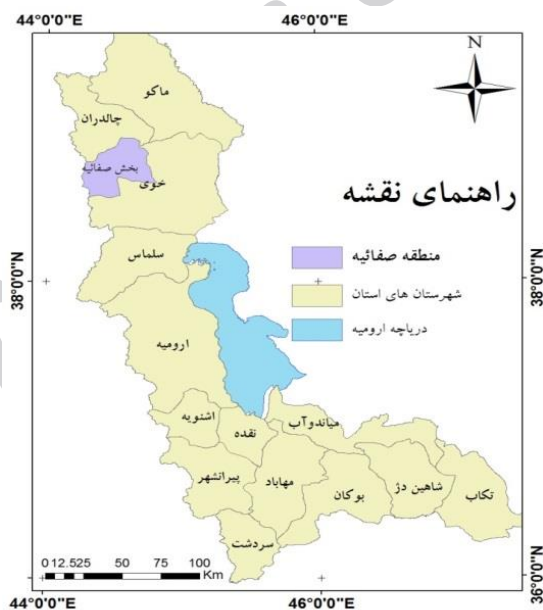 44°0'0"E 46°0'0"E
N
ماکو
چالدران
بخش صفائیه
خوی
راهنمای نقشه
سلماس
منطقه صفائیه
38°0'0"N 38°0'0"N
شهرستان های استان
دریاچه ارومیه
ارومیه
اشنویه
نقده
میاندوآب
پیرانشهر
مهاباد
بوکان
شاهین دژ
تکاب
سردشت
0 12.525 50 75 100
Km
36°0'0"N
44°0'0"E 46°0'0"E